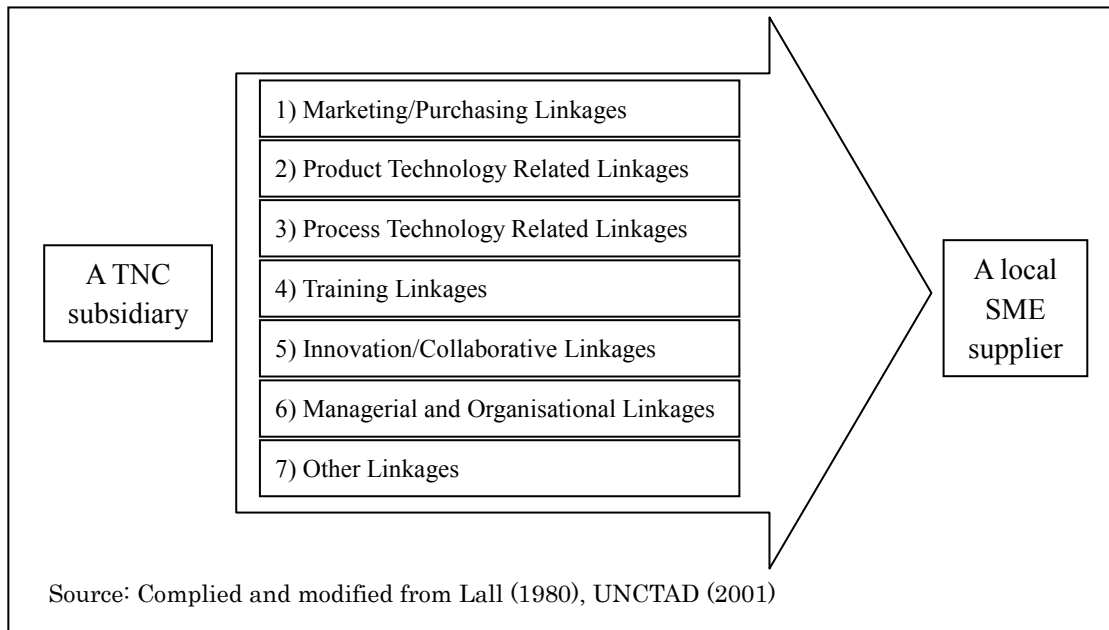 1) Marketing/Purchasing Linkages
2) Product Technology Related Linkages
3) Process Technology Related Linkages
4) Training Linkages
5) Innovation/Collaborative Linkages
6) Managerial and Organisational Linkages
7) Other Linkages
A TNC
subsidiary
A local
SME
supplier
Source: Complied and modified from Lall (1980), UNCTAD (2001)